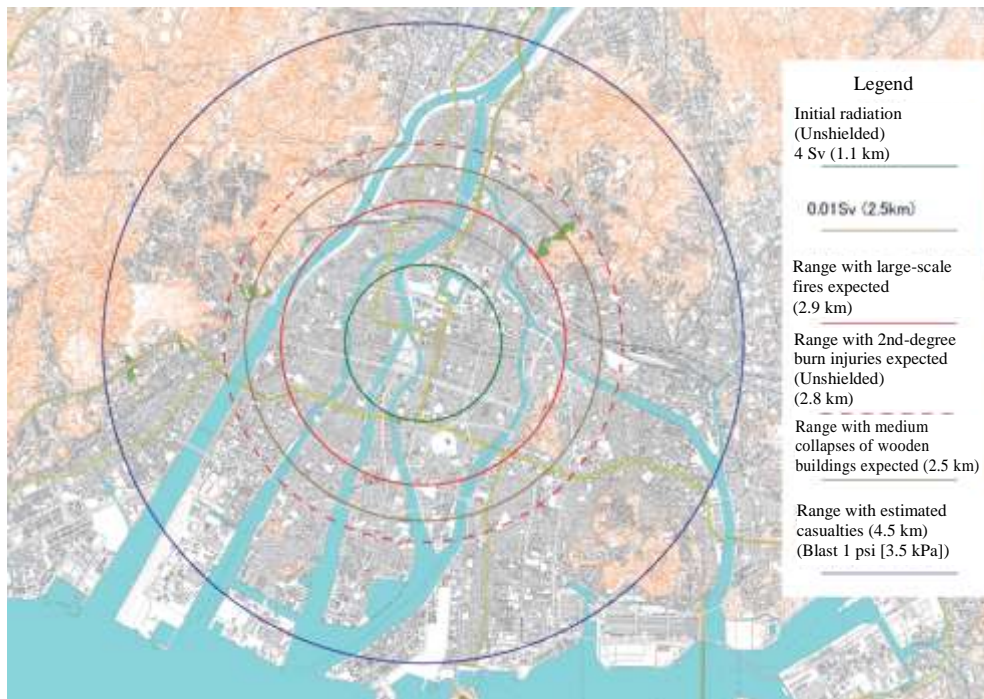 Legend
Initial radiation
(Unshielded)
4 Sv (1.1 km)
0.01Sv (2.5km)
Range with large-scale
fires expected
(2.9 km)
Range with 2nd-degree
burn injuries expected
(Unshielded)
(2.8 km)
Range with medium
collapses of wooden
buildings expected (2.5 km)
Range with estimated
casualties (4.5 km)
(Blast 1 psi [3.5 kPa])